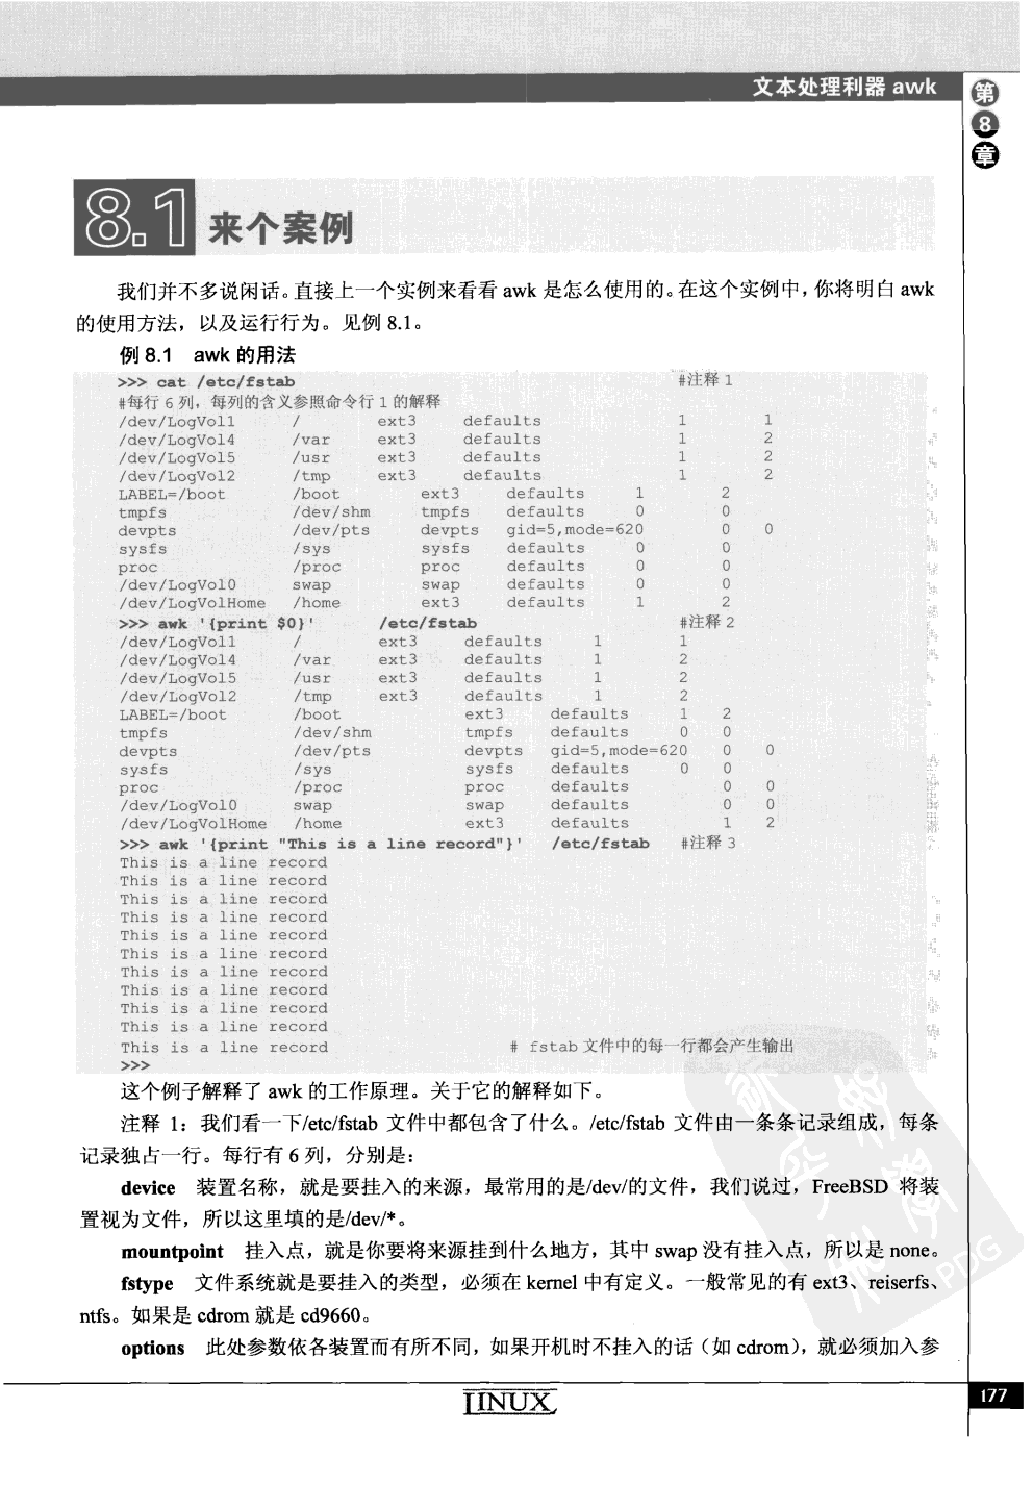 文本处理利器 awk
第
8
章
8.1 来个案例
我们并不多说闲话。直接上一个实例来看看 awk 是怎么使用的。在这个实例中，你将明白 awk
的使用方法，以及运行行为。见例 8.1。
例 8.1 awk 的用法
>>> cat /etc/fstab #注释 1
#每行 6 列，每列的含义参照命令行 1 的解释
/dev/LogVol1 / ext3 defaults 1 1
/dev/LogVol4 /var ext3 defaults 1 2
/dev/LogVol5 /usr ext3 defaults 1 2
/dev/LogVol2 /tmp ext3 defaults 1 2
LABEL=/boot /boot ext3 defaults 1 2
tmpfs /dev/shm tmpfs defaults 0 0
devpts /dev/pts devpts gid=5,mode=620 0 0
sysfs /sys sysfs defaults 0 0
proc /proc proc defaults 0 0
/dev/LogVol0 swap swap defaults 0 0
/dev/LogVolHome /home ext3 defaults 1 2
>>> awk '{print $0}' /etc/fstab #注释 2
/dev/LogVol1 / ext3 defaults 1 1
/dev/LogVol4 /var ext3 defaults 1 2
/dev/LogVol5 /usr ext3 defaults 1 2
/dev/LogVol2 /tmp ext3 defaults 1 2
LABEL=/boot /boot ext3 defaults 1 2
tmpfs /dev/shm tmpfs defaults 0 0
devpts /dev/pts devpts gid=5,mode=620 0 0
sysfs /sys sysfs defaults 0 0
proc /proc proc defaults 0 0
/dev/LogVol0 swap swap defaults 0 0
/dev/LogVolHome /home ext3 defaults 1 2
>>> awk '{print "This is a line record"}' /etc/fstab #注释 3
This is a line record
This is a line record
This is a line record
This is a line record
This is a line record
This is a line record
This is a line record
This is a line record
This is a line record
This is a line record
This is a line record # fstab 文件中的每一行都会产生输出
>>>
这个例子解释了 awk 的工作原理。关于它的解释如下。
注释 1：我们看一下/etc/fstab 文件中都包含了什么。/etc/fstab 文件由一条条记录组成，每条
记录独占一行。每行有 6 列，分别是：
device 装置名称，就是要挂入的来源，最常用的是/dev/的文件，我们说过，FreeBSD 将装
置视为文件，所以这里填的是/dev/*。
mountpoint 挂入点，就是你要将来源挂到什么地方，其中 swap 没有挂入点，所以是 none。
fstype 文件系统就是要挂入的类型，必须在 kernel 中有定义。一般常见的有 ext3、reiserfs、
ntfs。如果是 cdrom 就是 cd9660。
options 此处参数依各装置而有所不同，如果开机时不挂入的话（如 cdrom），就必须加入参
LINUX
177
PDG